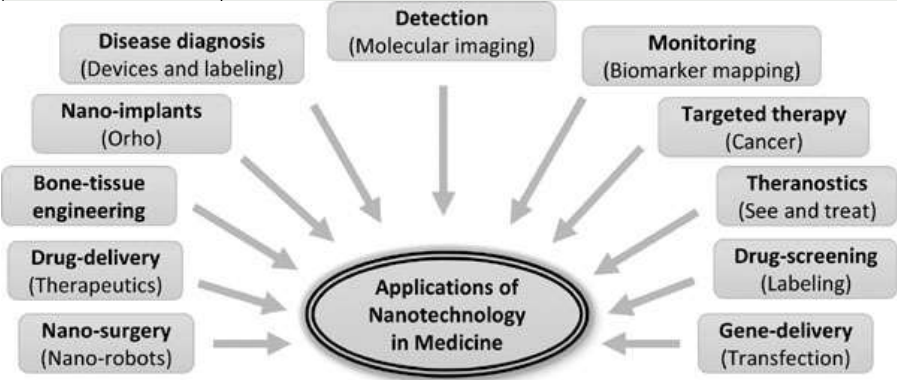 Detection
(Molecular imaging)
Disease diagnosis
(Devices and labeling)
Monitoring
(Biomarker mapping)
Nano-implants
(Orho)
Targeted therapy
(Cancer)
Bone-tissue
engineering
Theranostics
(See and treat)
Drug-delivery
(Therapeutics)
Drug-screening
(Labeling)
Nano-surgery
(Nano-robots)
Gene-delivery
(Transfection)
Applications of
Nanotechnology
in Medicine